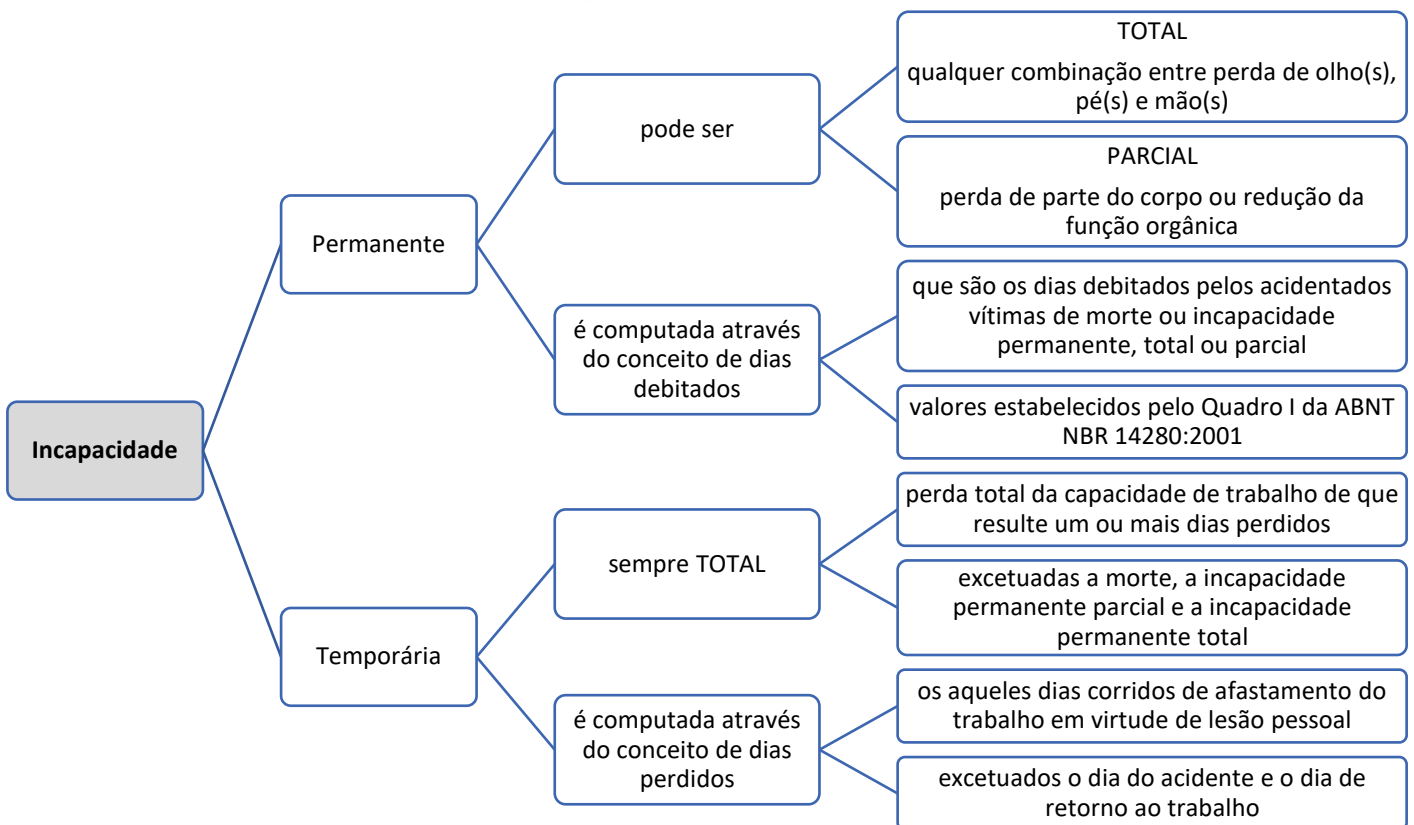 Incapacidade
Permanente
pode ser
TOTAL
qualquer combinação entre perda de olho(s),
pé(s) e mão(s)
PARCIAL
perda de parte do corpo ou redução da
função orgânica
é computada através
do conceito de dias
debitados
que são os dias debitados pelos acidentados
vítimas de morte ou incapacidade
permanente, total ou parcial
valores estabelecidos pelo Quadro I da ABNT
NBR 14280:2001
Temporária
sempre TOTAL
perda total da capacidade de trabalho de que
resulte um ou mais dias perdidos
excetuadas a morte, a incapacidade
permanente parcial e a incapacidade
permanente total
é computada através
do conceito de dias
perdidos
os aqueles dias corridos de afastamento do
trabalho em virtude de lesão pessoal
excetuados o dia do acidente e o dia de
retorno ao trabalho